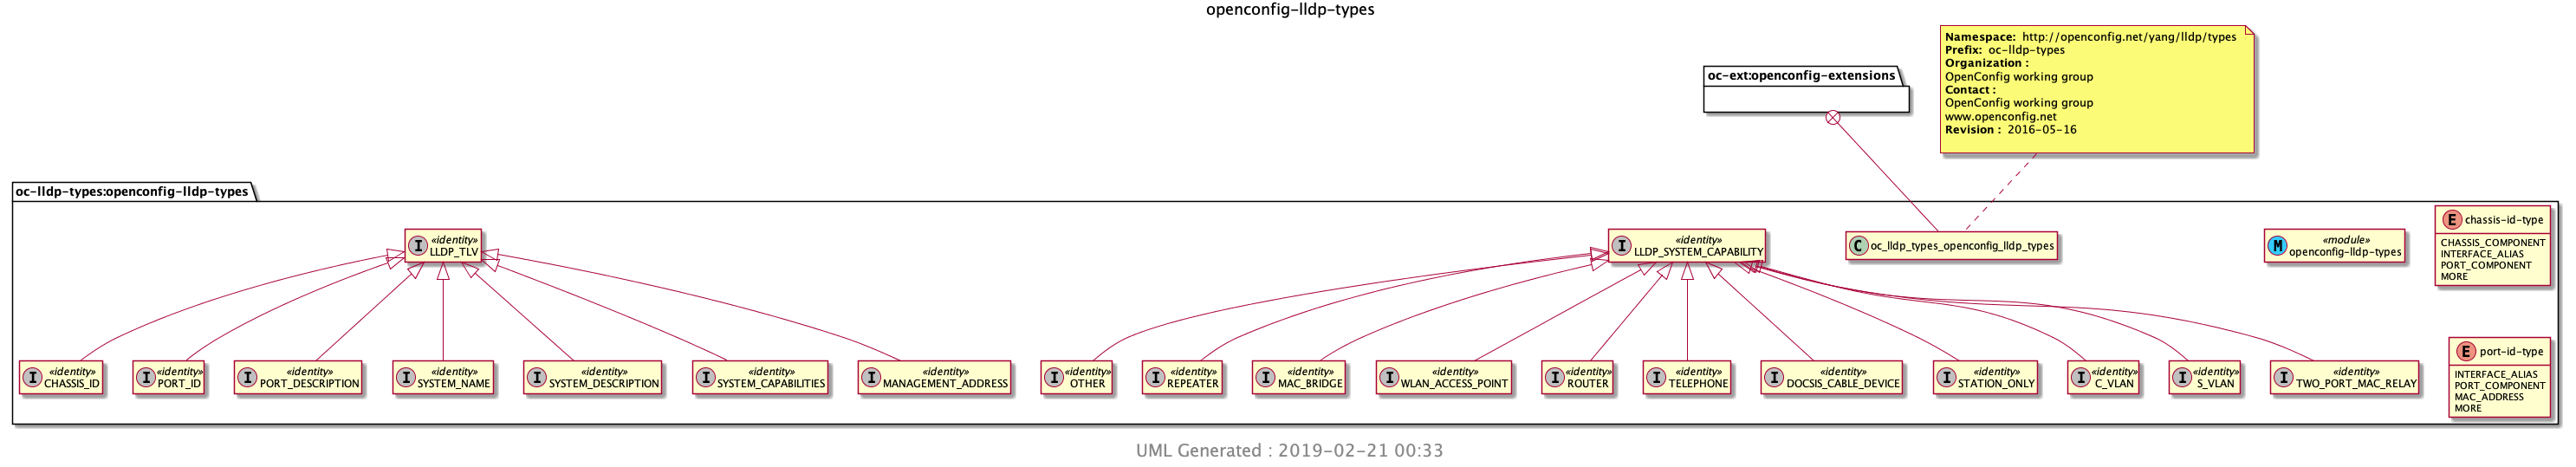 openconfig-lldp-types
Namespace: http://openconfig.net/yang/lldp/types
Prefix: oc-lldp-types
Organization :
OpenConfig working group
Contact :
OpenConfig working group
www.openconfig.net
Revision : 2016-05-16
oc-ext:openconfig-extensions
oc-lldp-types:openconfig-lldp-types
I
«identity»
LLDP_TLV
I
«identity»
LLDP_SYSTEM_CAPABILITY
C
oc_lldp_types_openconfig_lldp_types
M
«module»
openconfig-lldp-types
E
chassis-id-type
CHASSIS_COMPONENT
INTERFACE_ALIAS
PORT_COMPONENT
MORE
I
«identity»
CHASSIS_ID
I
«identity»
PORT_ID
I
«identity»
PORT_DESCRIPTION
I
«identity»
SYSTEM_NAME
I
«identity»
SYSTEM_DESCRIPTION
I
«identity»
SYSTEM_CAPABILITIES
I
«identity»
MANAGEMENT_ADDRESS
I
«identity»
OTHER
I
«identity»
REPEATER
I
«identity»
MAC_BRIDGE
I
«identity»
WLAN_ACCESS_POINT
I
«identity»
ROUTER
I
«identity»
TELEPHONE
I
«identity»
DOCSIS_CABLE_DEVICE
I
«identity»
STATION_ONLY
I
«identity»
C_VLAN
I
«identity»
S_VLAN
I
«identity»
TWO_PORT_MAC_RELAY
E
port-id-type
INTERFACE_ALIAS
PORT_COMPONENT
MAC_ADDRESS
MORE
UML Generated : 2019-02-21 00:33